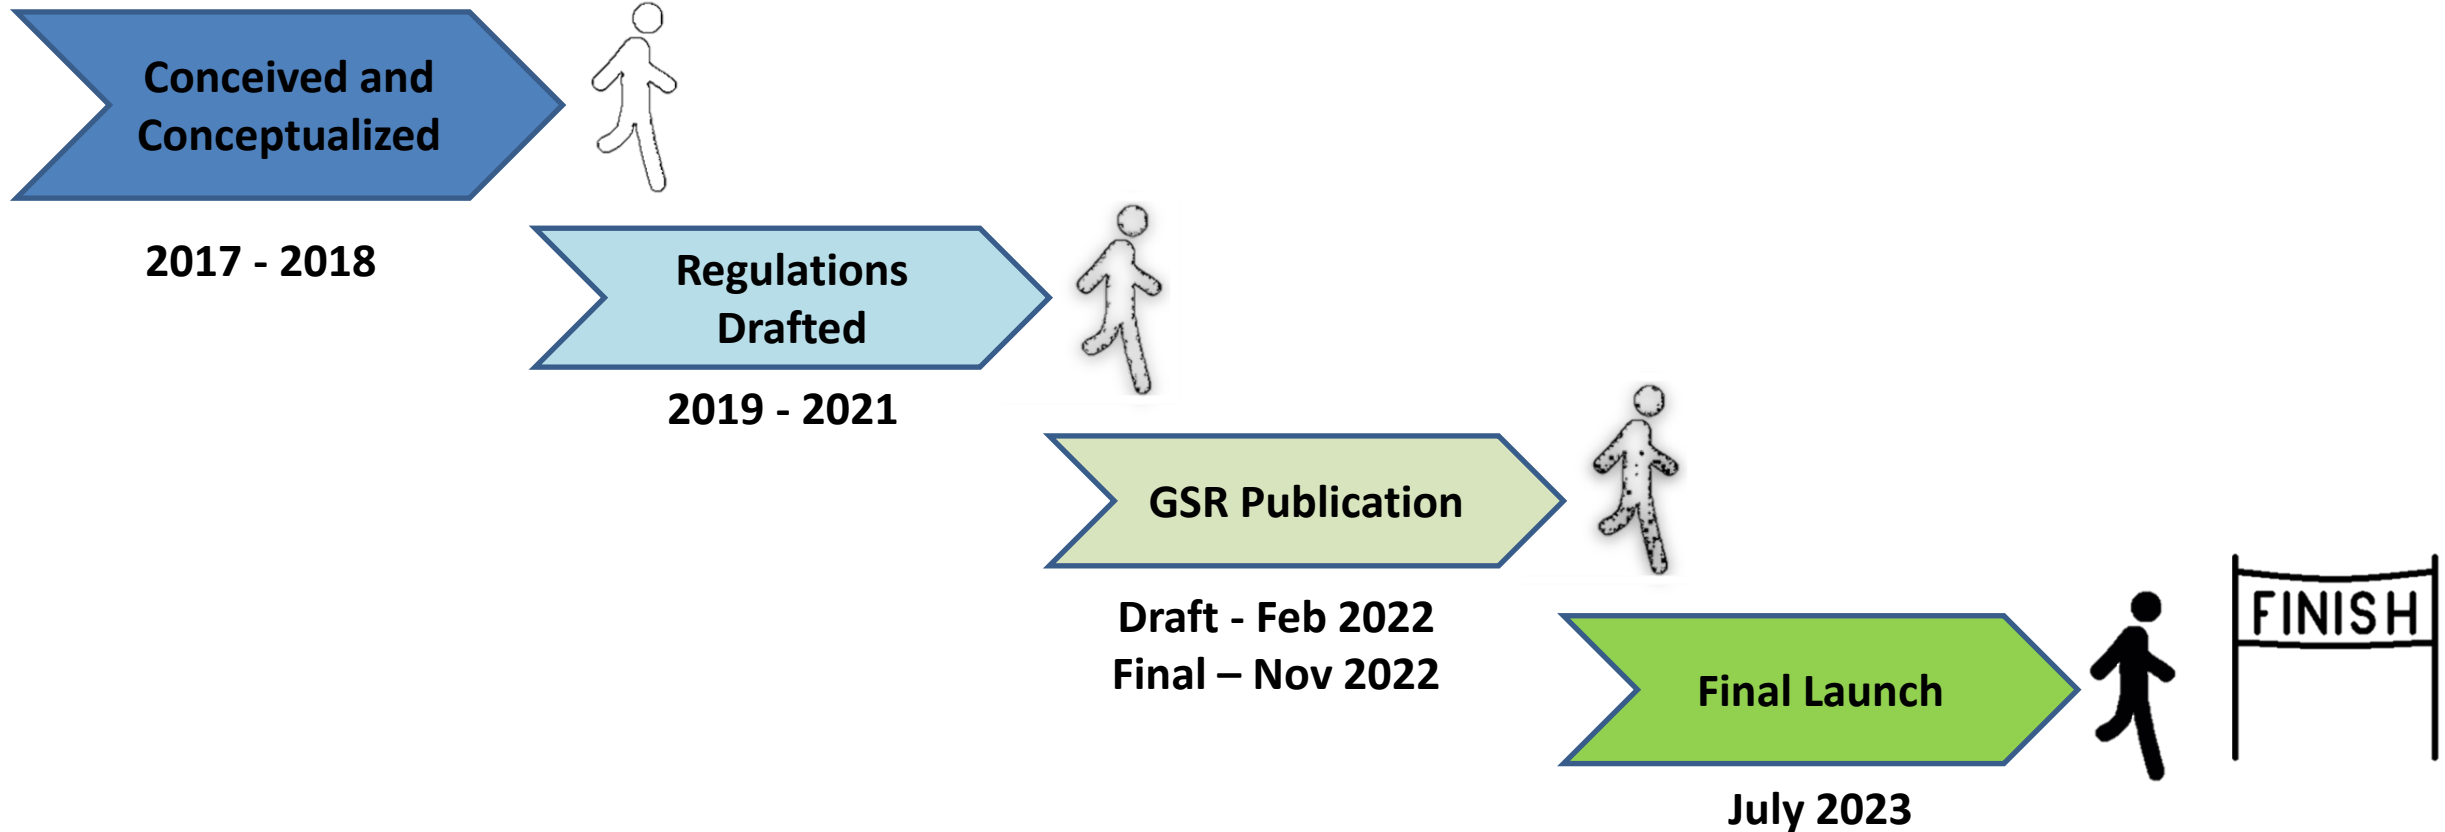 Conceived and
Conceptualized
2017 - 2018
Regulations
Drafted
2019 - 2021
GSR Publication
Draft - Feb 2022
Final – Nov 2022
FINISH
Final Launch
July 2023